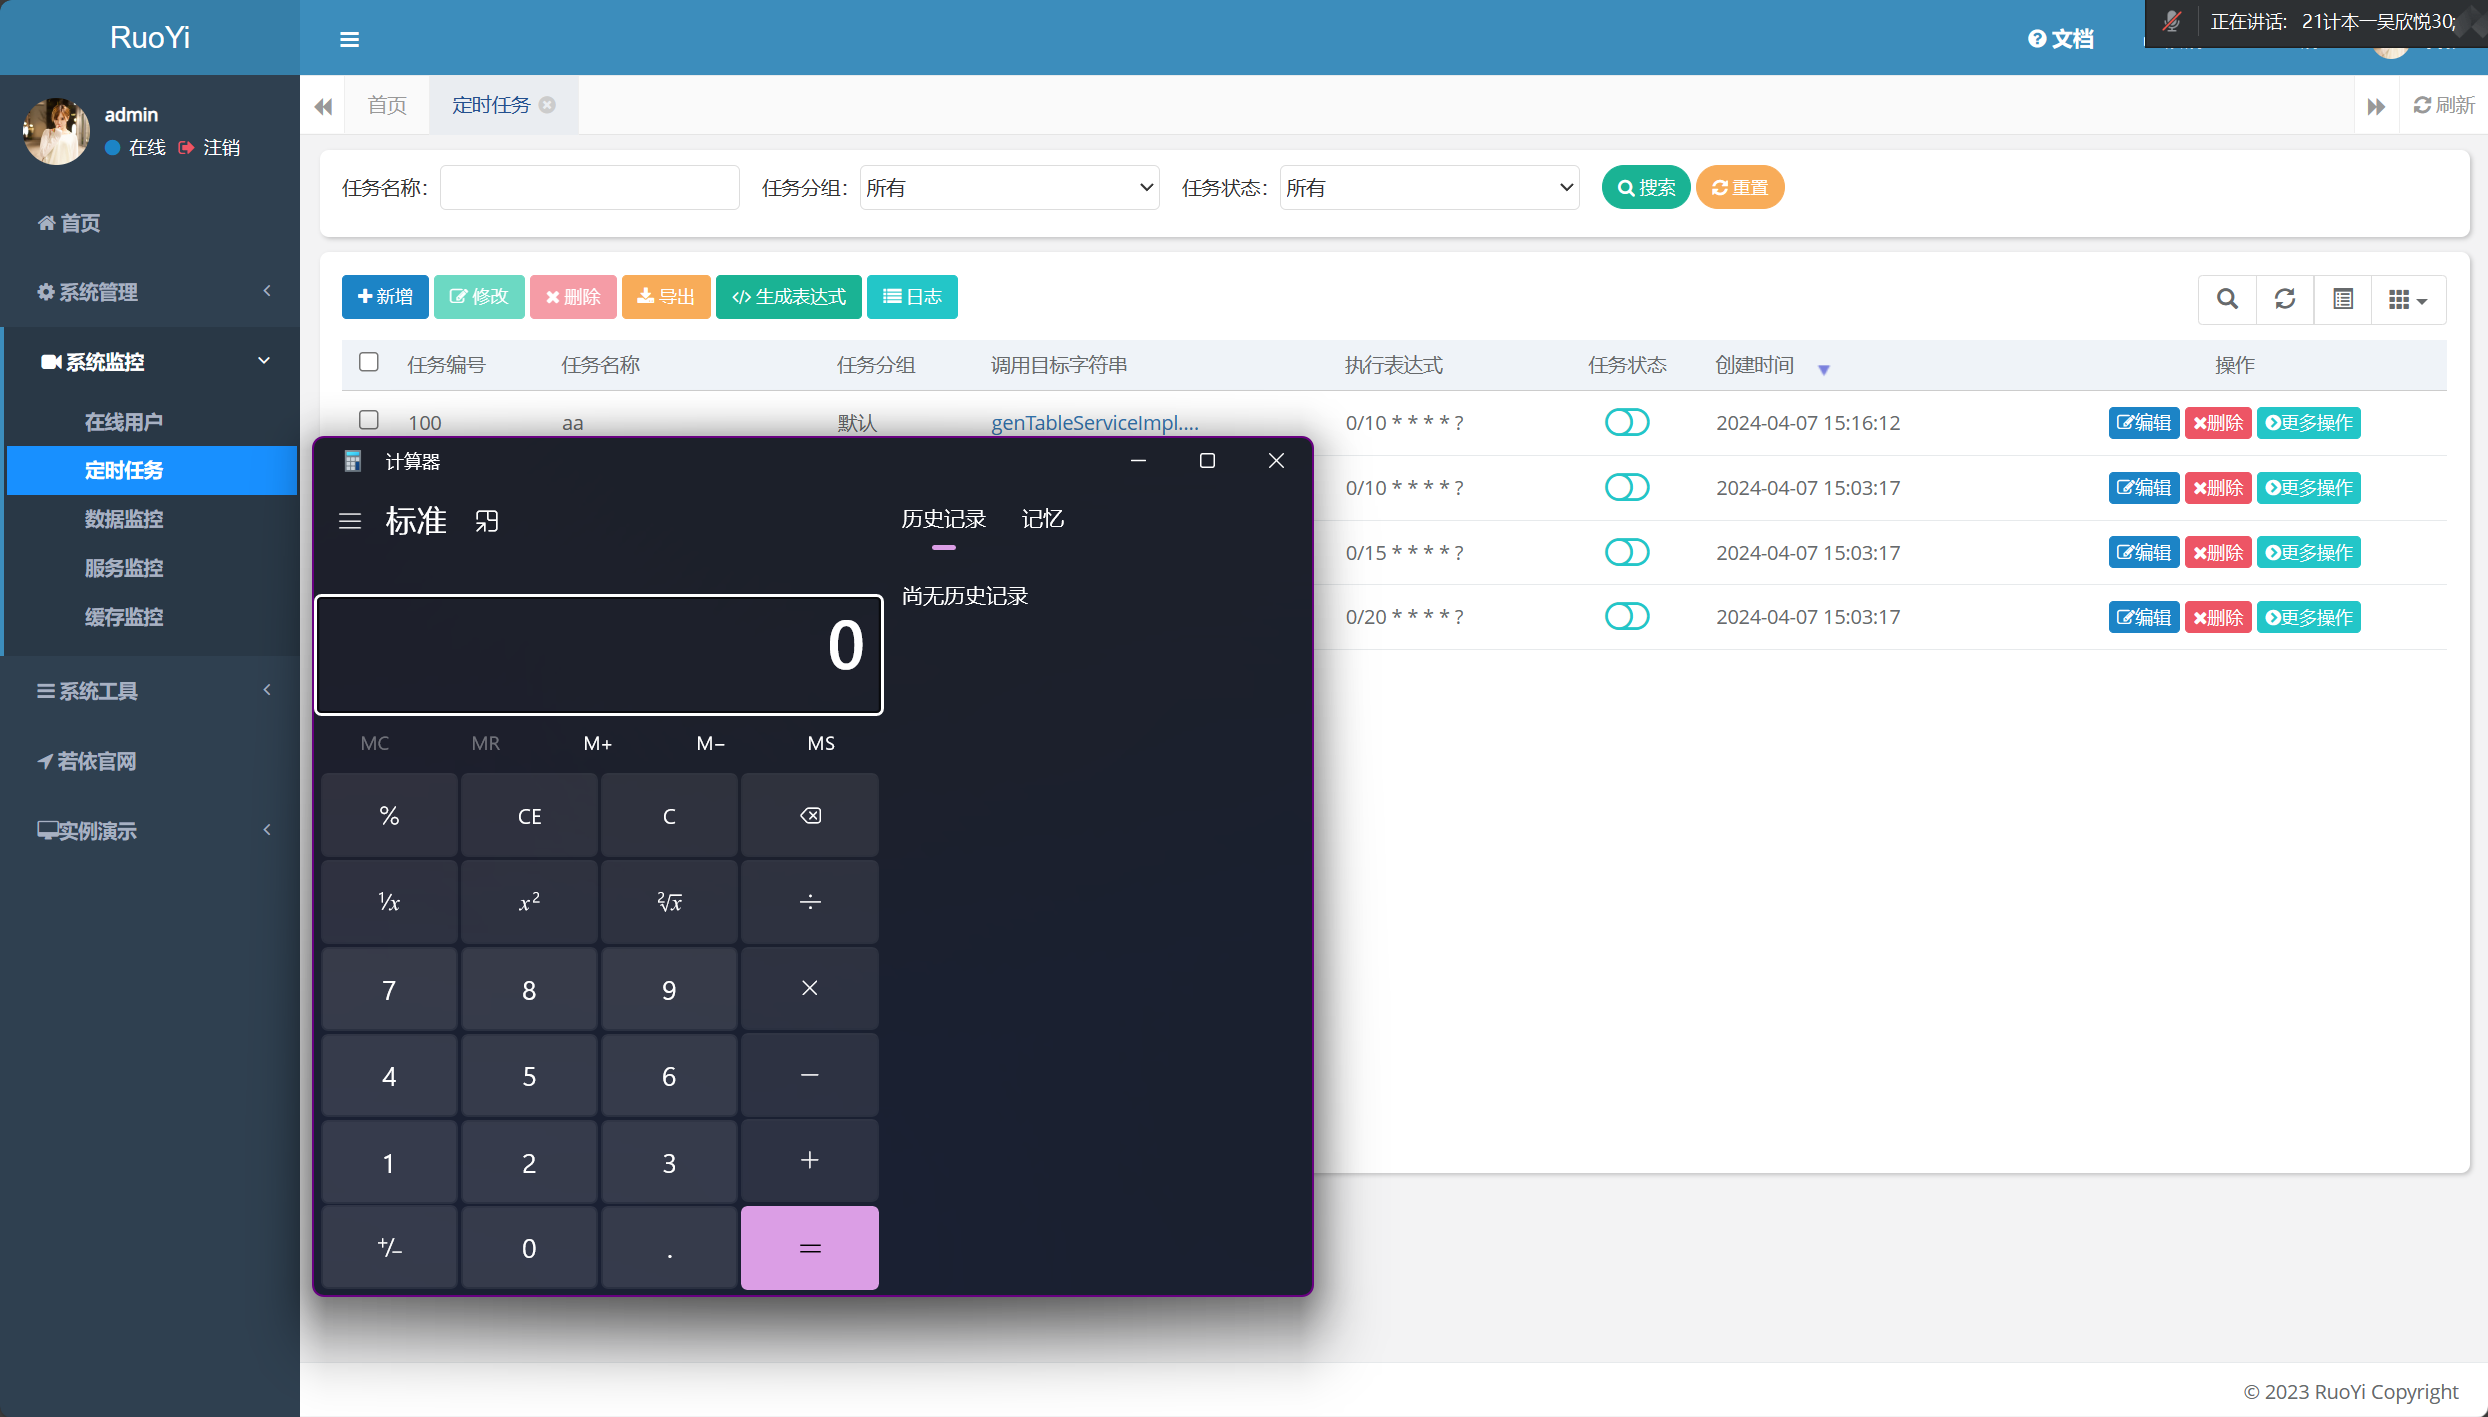 RuoYi
文档
正在讲话: 21计本一吴欣悦30;
admin
在线 注销
首页
系统管理
系统监控
在线用户
定时任务
数据监控
服务监控
缓存监控
系统工具
若依官网
实例演示
首页 定时任务 刷新
任务名称: 任务分组: 所有 任务状态: 所有 搜索 重置
新增 修改 删除 导出 生成表达式 日志
任务编号 任务名称 任务分组 调用目标字符串 执行表达式 任务状态 创建时间 操作
100 aa 默认 genTableServiceImpl.... 0/10 * * * * ? 2024-04-07 15:16:12 编辑 删除 更多操作
0/10 * * * * ? 2024-04-07 15:03:17 编辑 删除 更多操作
0/15 * * * * ? 2024-04-07 15:03:17 编辑 删除 更多操作
0/20 * * * * ? 2024-04-07 15:03:17 编辑 删除 更多操作
计算器
标准
历史记录 记忆
尚无历史记录
0
MC MR M+ M− MS
% CE C
¹/x x² ²√x ÷
7 8 9 ×
4 5 6 −
1 2 3 +
+/− 0 . =
© 2023 RuoYi Copyright